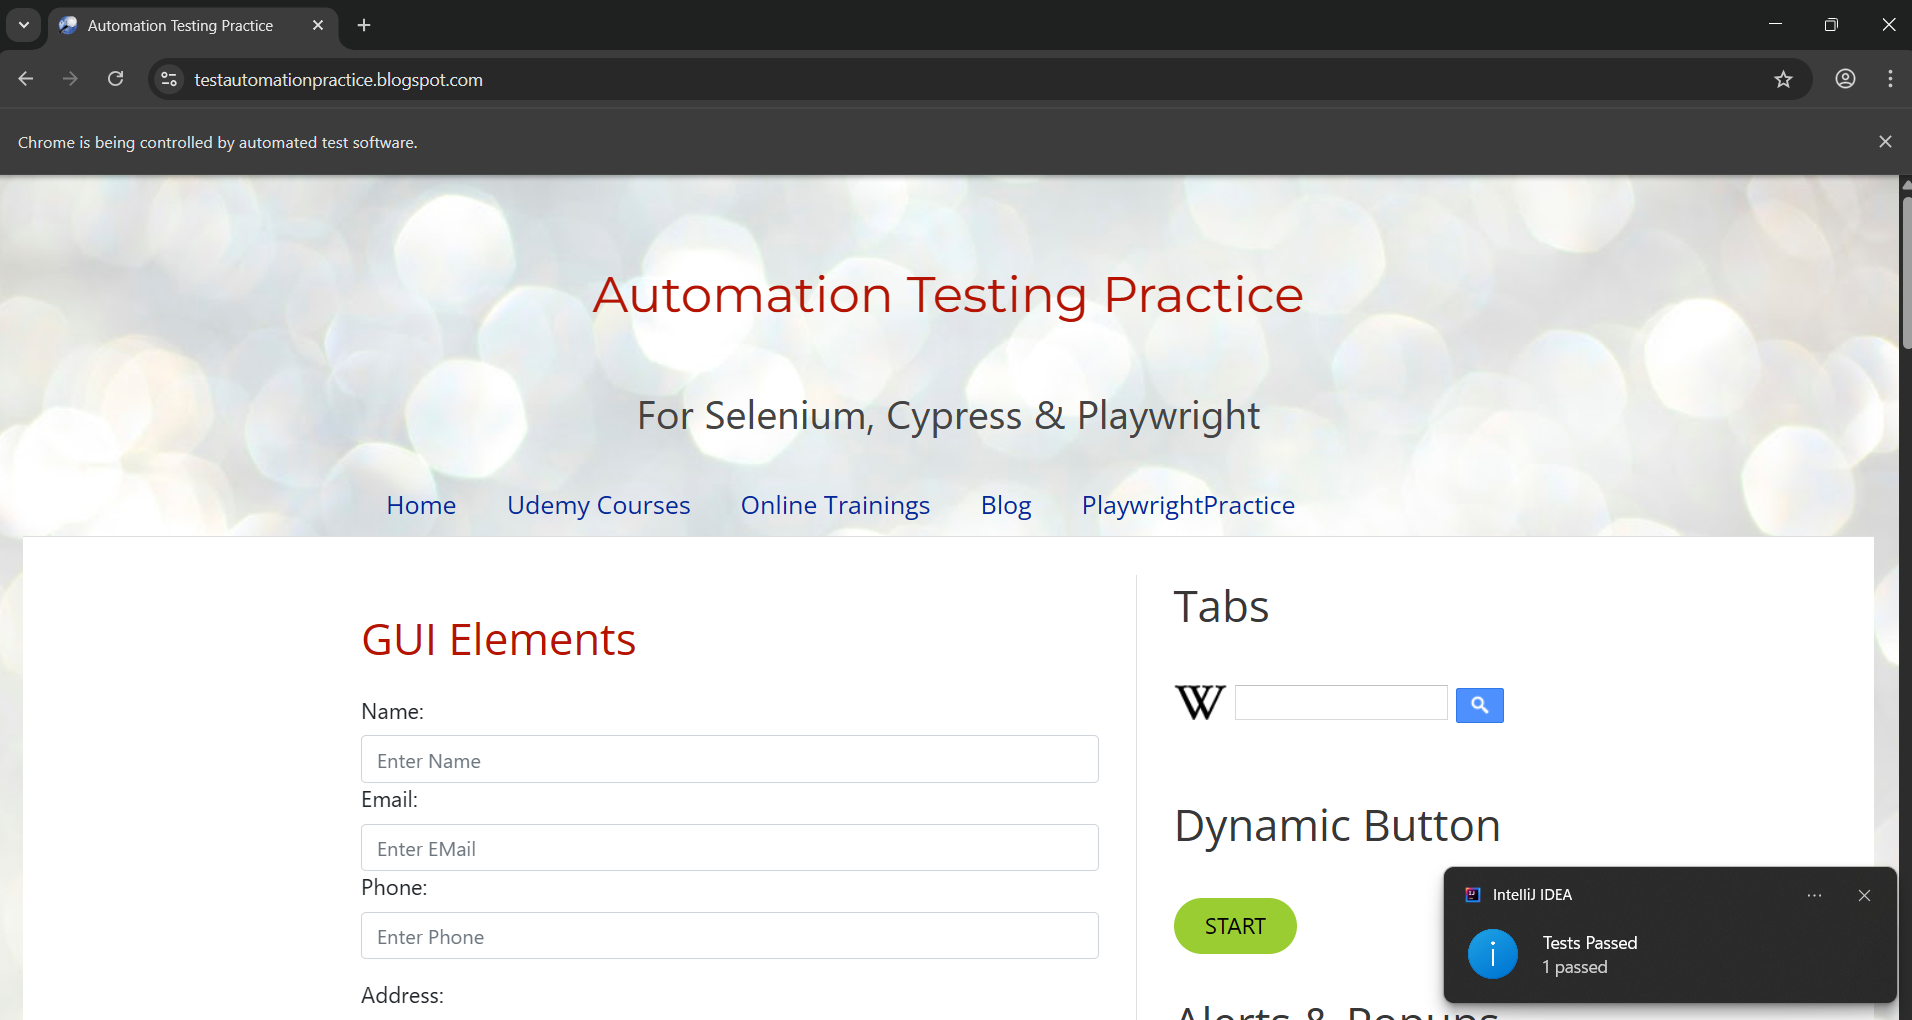 Automation Testing Practice
testautomationpractice.blogspot.com
Chrome is being controlled by automated test software.
Automation Testing Practice
For Selenium, Cypress & Playwright
Home Udemy Courses Online Trainings Blog PlaywrightPractice
GUI Elements
Name:
Enter Name
Email:
Enter EMail
Phone:
Enter Phone
Address:
Tabs
W
Dynamic Button
START
Alerts & Popups
IntelliJ IDEA
Tests Passed
1 passed